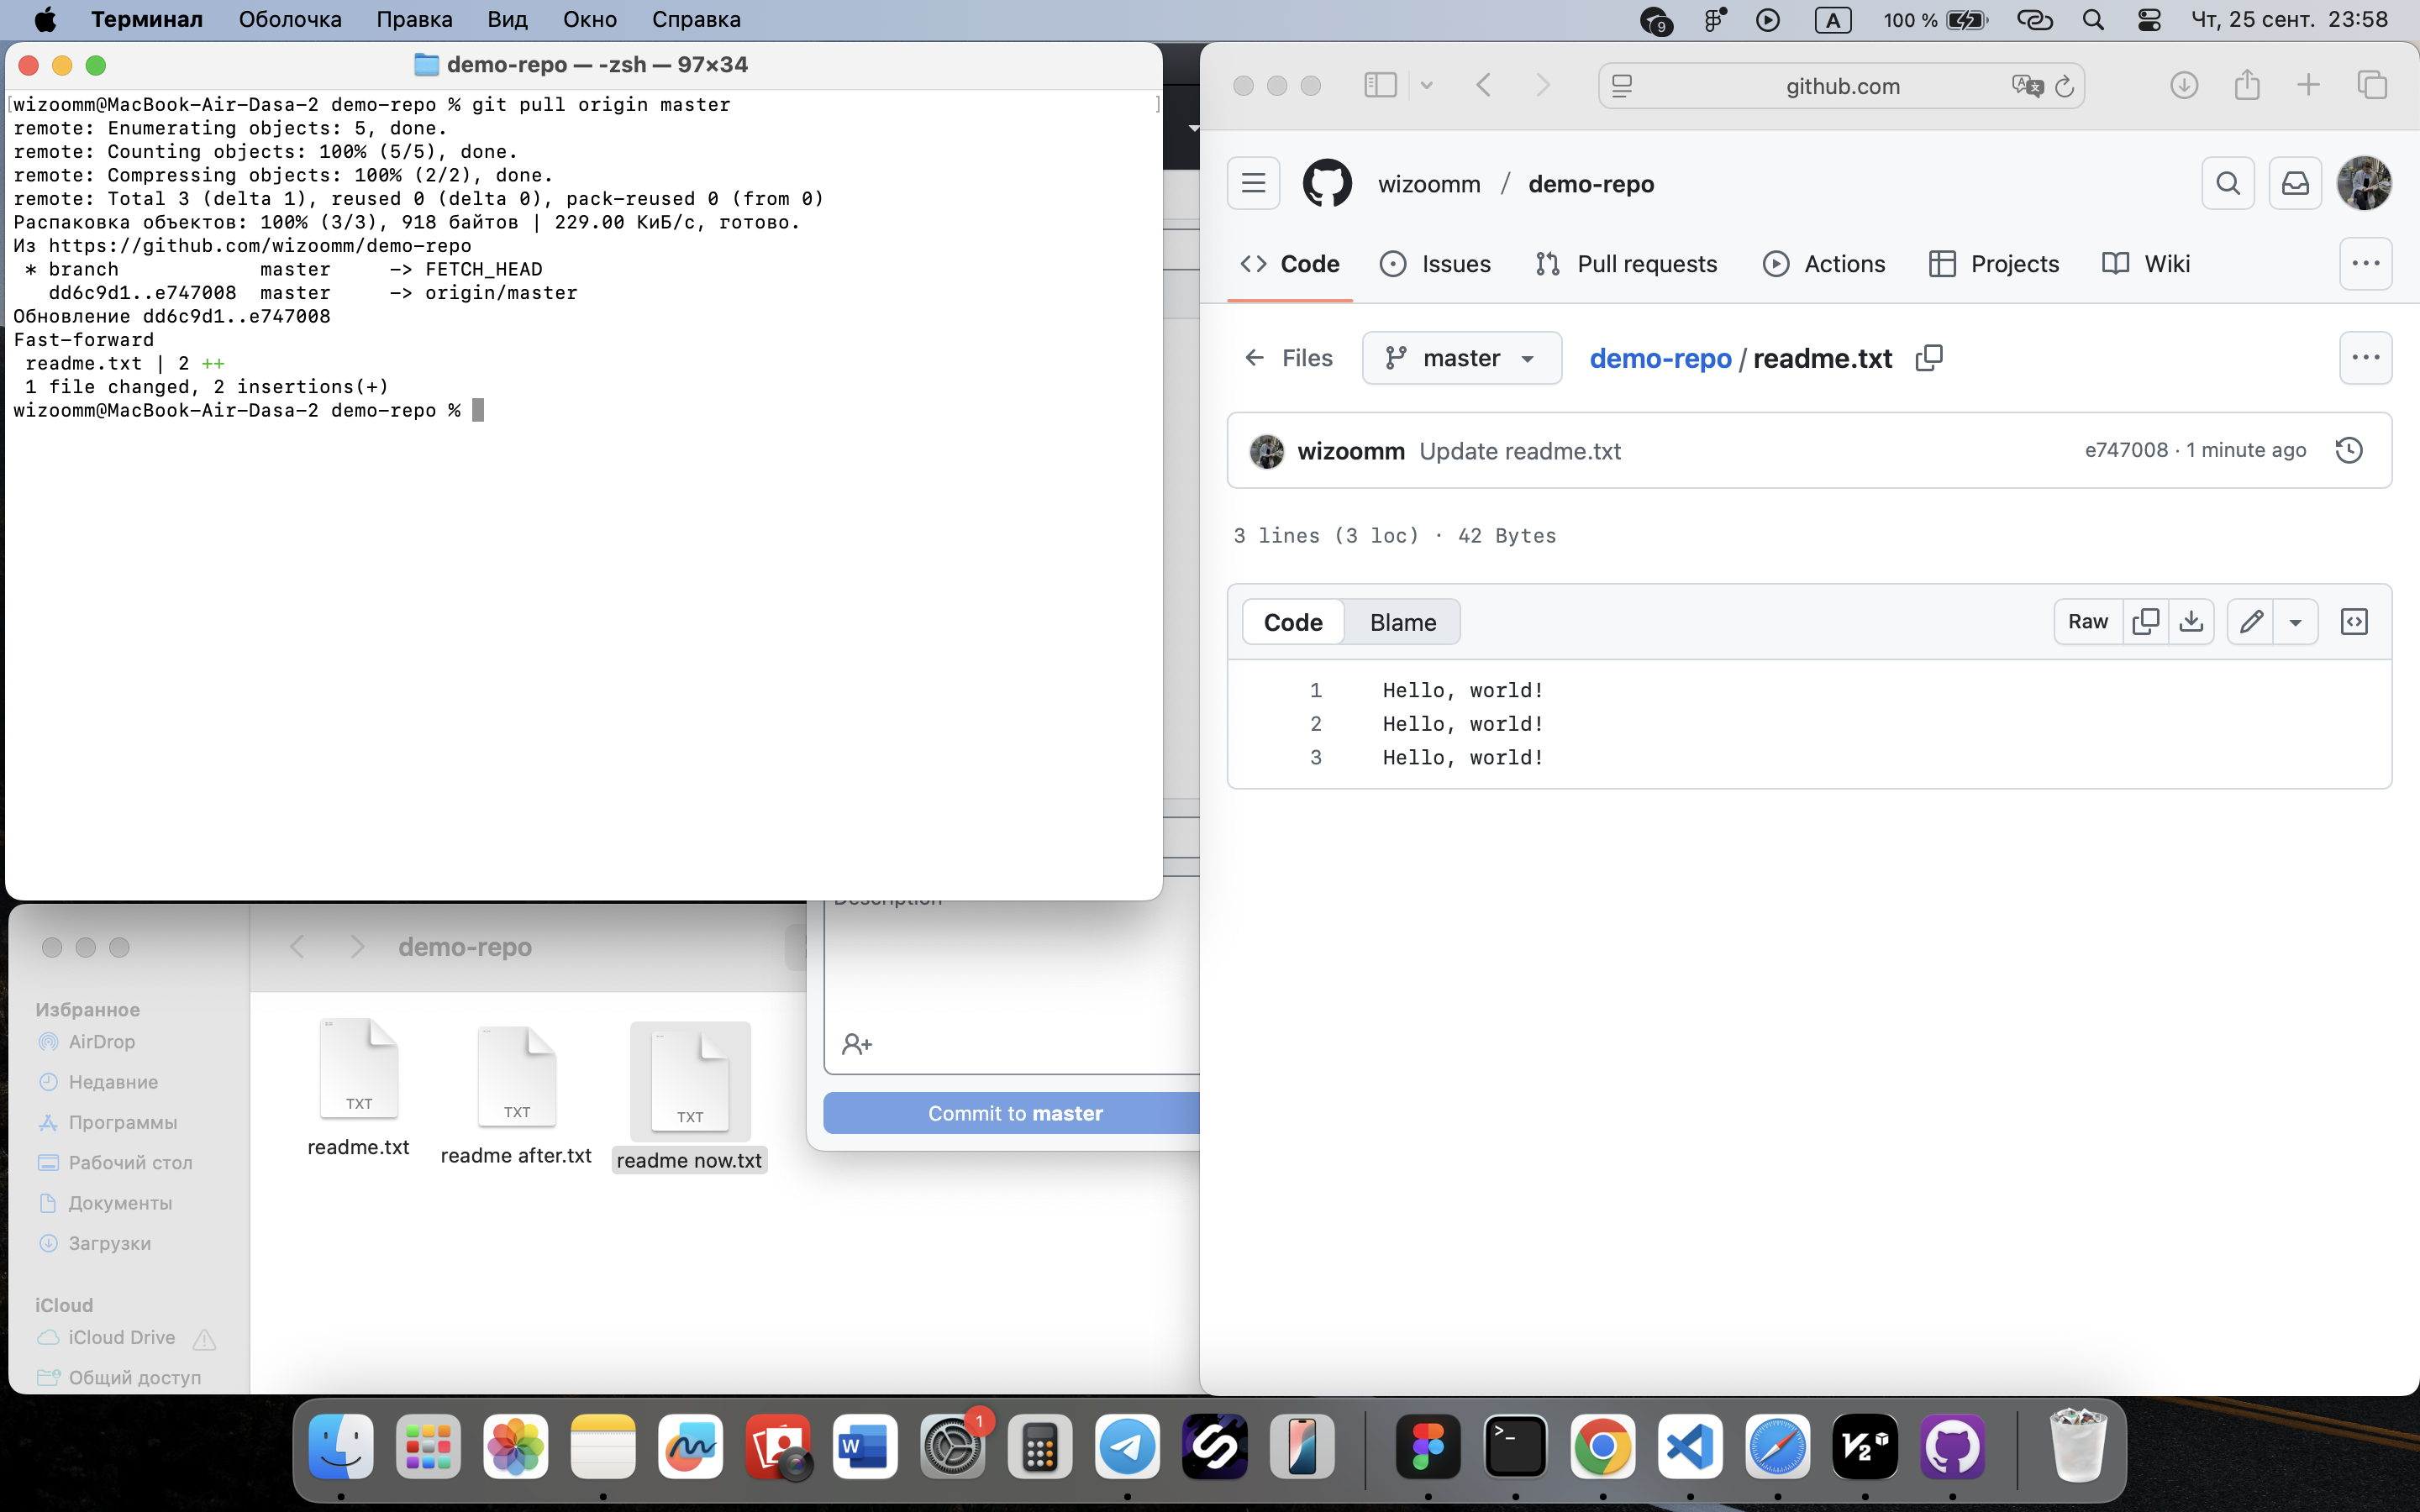 Терминал Оболочка Правка Вид Окно Справка 9 A 100 % Чт, 25 сент. 23:58
demo-repo — -zsh — 97×34
[wizoomm@MacBook-Air-Dasa-2 demo-repo % git pull origin master ]
remote: Enumerating objects: 5, done.
remote: Counting objects: 100% (5/5), done.
remote: Compressing objects: 100% (2/2), done.
remote: Total 3 (delta 1), reused 0 (delta 0), pack-reused 0 (from 0)
Распаковка объектов: 100% (3/3), 918 байтов | 229.00 КиБ/с, готово.
Из https://github.com/wizoomm/demo-repo
 * branch            master     -> FETCH_HEAD
   dd6c9d1..e747008  master     -> origin/master
Обновление dd6c9d1..e747008
Fast-forward
 readme.txt | 2 ++
 1 file changed, 2 insertions(+)
wizoomm@MacBook-Air-Dasa-2 demo-repo %
github.com
wizoomm / demo-repo
Code Issues Pull requests Actions Projects Wiki
Files master demo-repo / readme.txt
wizoomm Update readme.txt e747008 · 1 minute ago
3 lines (3 loc) · 42 Bytes
Code Blame Raw
1 Hello, world!
2 Hello, world!
3 Hello, world!
demo-repo
Избранное
AirDrop
Недавние
Программы
Рабочий стол
Документы
Загрузки
iCloud
iCloud Drive
Общий доступ
TXT
readme.txt
TXT
readme after.txt
TXT
readme now.txt
Description
Commit to master
W
1
>_
V2